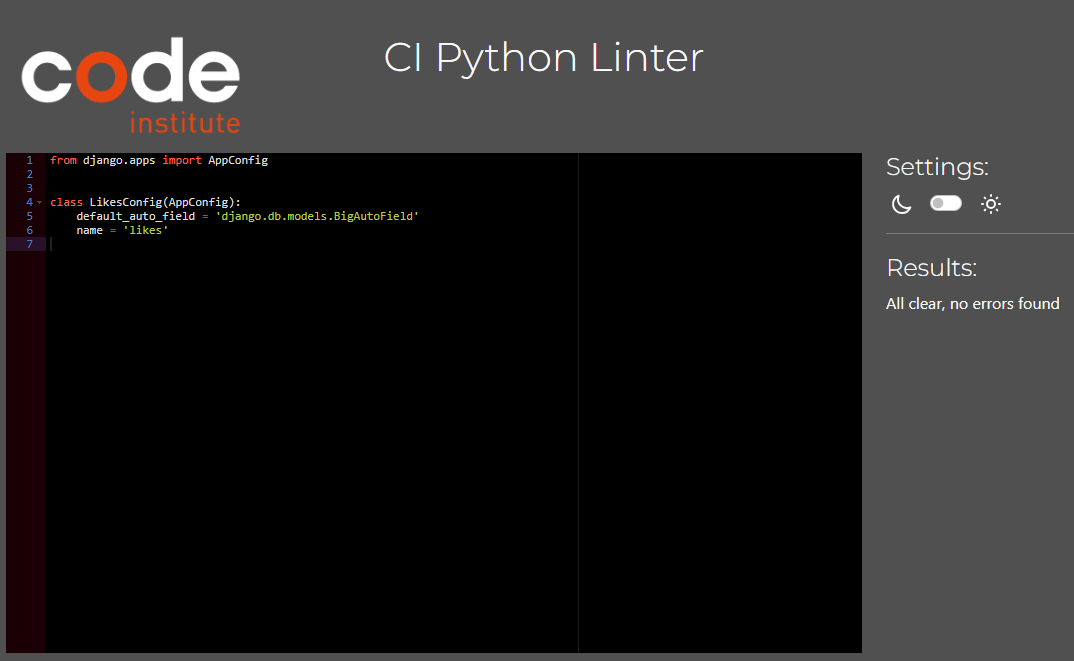 code
institute
CI Python Linter
1 from django.apps import AppConfig
2
3
4 class LikesConfig(AppConfig):
5     default_auto_field = 'django.db.models.BigAutoField'
6     name = 'likes'
7
Settings:
Results:
All clear, no errors found